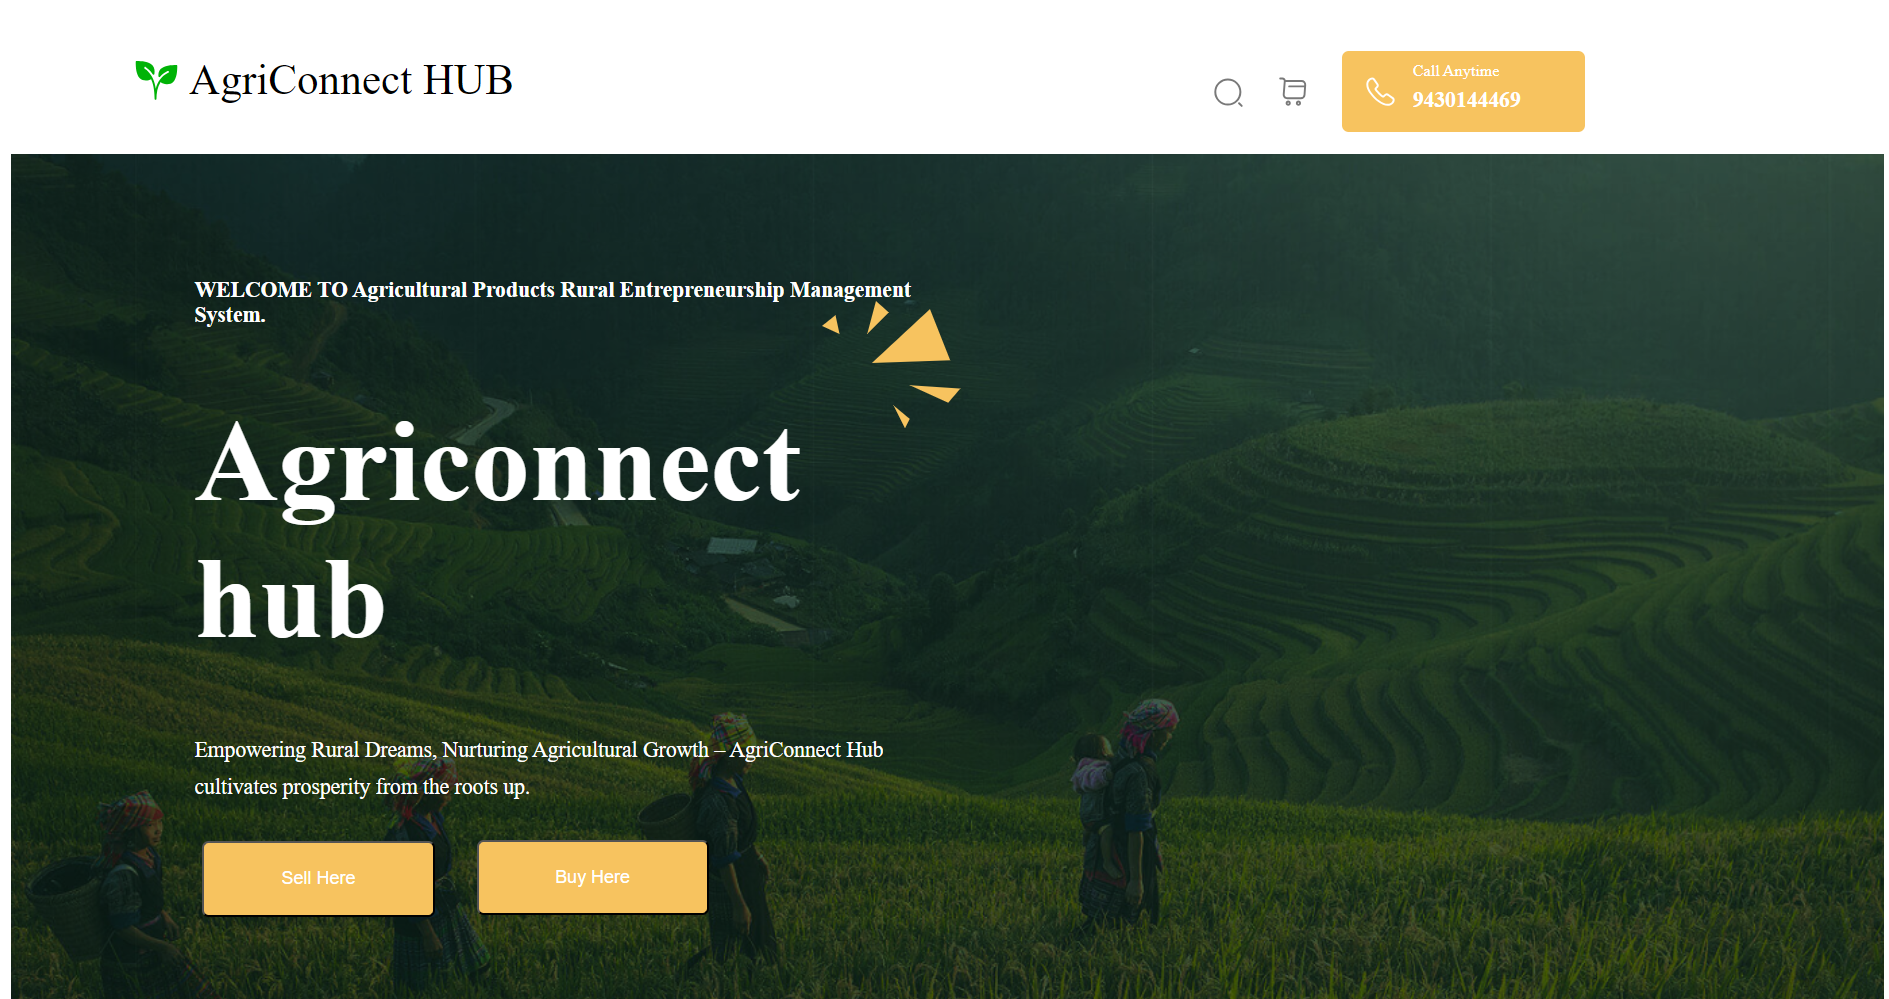 AgriConnect HUB
Call Anytime
9430144469
WELCOME TO Agricultural Products Rural Entrepreneurship Management
System.
Agriconnect
hub
Empowering Rural Dreams, Nurturing Agricultural Growth – AgriConnect Hub
cultivates prosperity from the roots up.
Sell Here
Buy Here